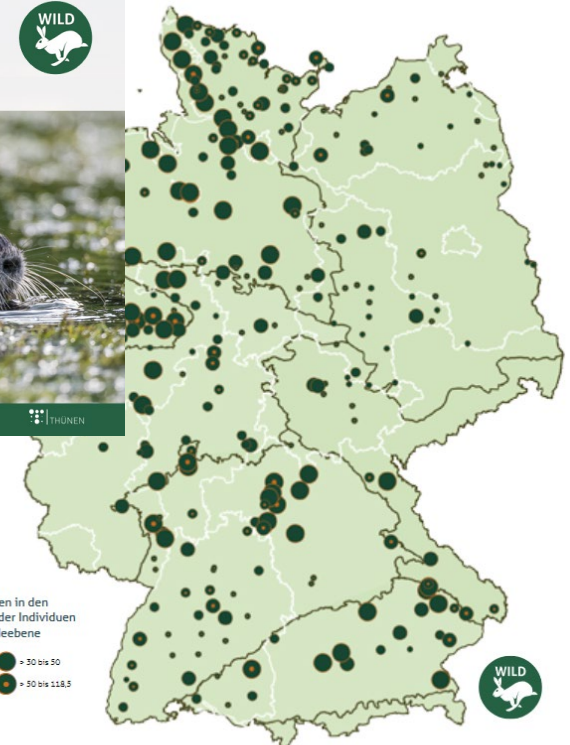 WILD
THÜNEN
en in den
der Individuen
eebene
> 30 bis 50
> 50 bis 118,5
WILD